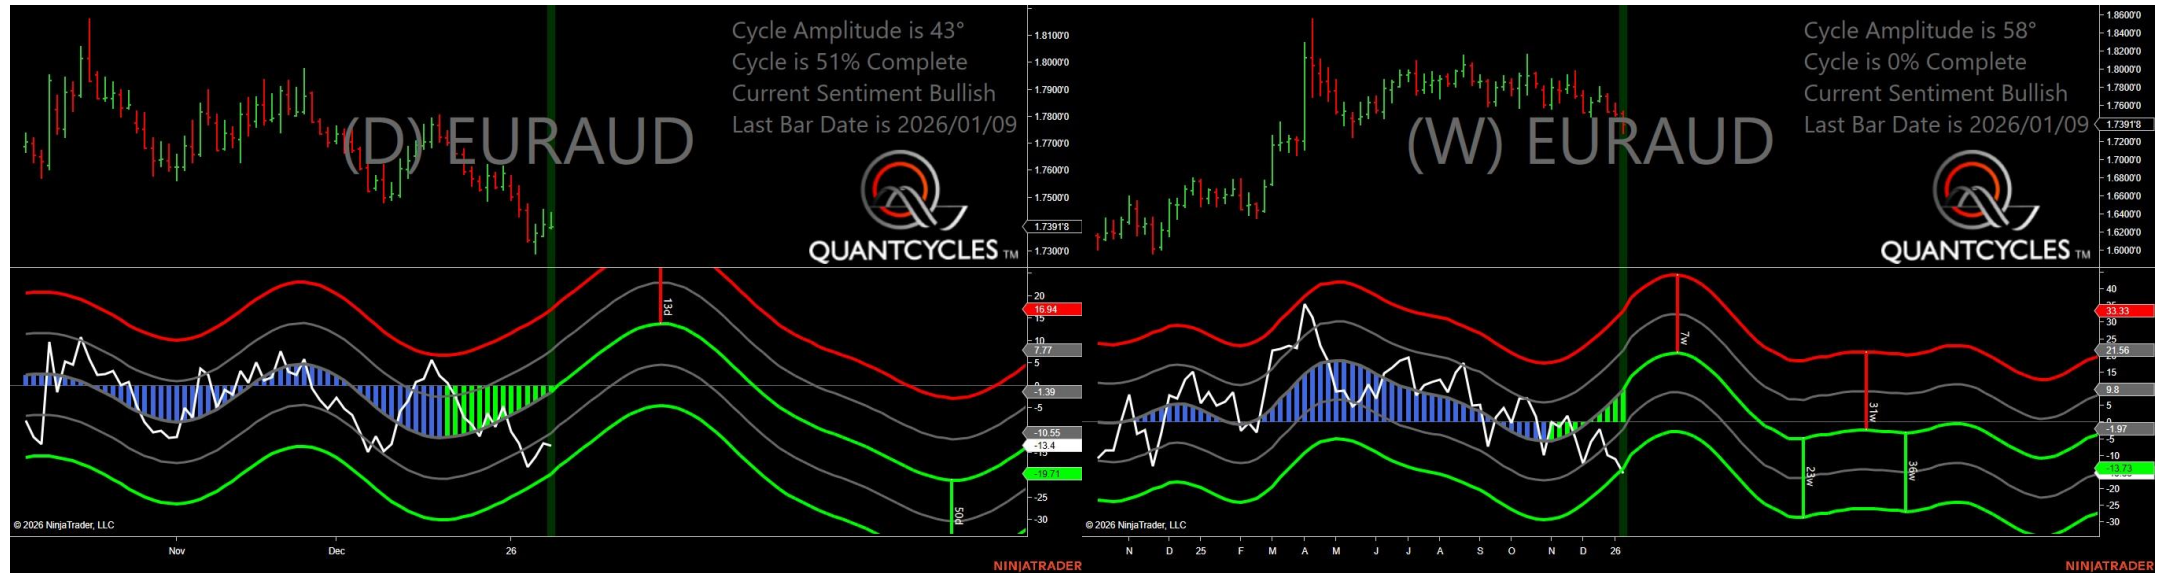 Cycle Amplitude is 43°
Cycle is 51% Complete
Current Sentiment Bullish
Last Bar Date is 2026/01/09
(D) EURAUD
QUANTCYCLES TM
1.8100'0
1.8000'0
1.7900'0
1.7800'0
1.7700'0
1.7600'0
1.7500'0
1.7391'8
1.7300'0
13d
50d
20
16.94
15
10
7.77
5
-1.39
-5
-10.55
-13.4
-19.71
-25
-30
© 2026 NinjaTrader, LLC
Nov
Dec
26
NINJATRADER
Cycle Amplitude is 58°
Cycle is 0% Complete
Current Sentiment Bullish
Last Bar Date is 2026/01/09
(W) EURAUD
QUANTCYCLES TM
1.8600'0
1.8400'0
1.8200'0
1.8000'0
1.7800'0
1.7600'0
1.7391'8
1.7200'0
1.7000'0
1.6800'0
1.6600'0
1.6400'0
1.6200'0
1.6000'0
7w
23w
31w
36w
40
33.33
30
21.56
15
9.8
5
-1.97
-5
-10
-13.73
-20
-25
-30
© 2026 NinjaTrader, LLC
N
D
25
F
M
A
M
J
J
A
S
O
N
D
26
NINJATRADER